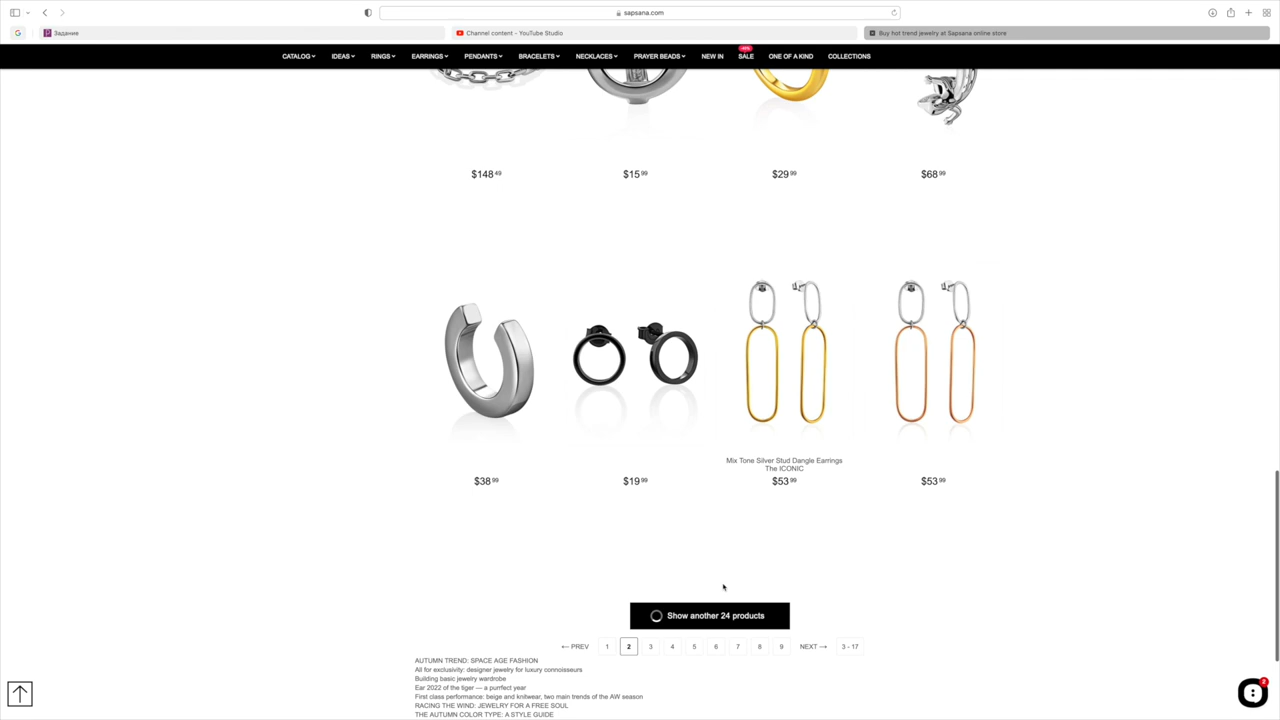 sapsana.com
G
Задание
Channel content - YouTube Studio
Buy hot trend jewelry at Sapsana online store
CATALOG IDEAS RINGS EARRINGS PENDANTS BRACELETS NECKLACES PRAYER BEADS NEW IN SALE ONE OF A KIND COLLECTIONS
$148 49 $15 99 $29 99 $68 99
Mix Tone Silver Stud Dangle Earrings
The ICONIC
$38 99 $19 99 $53 99 $53 99
Show another 24 products
← PREV 1 2 3 4 5 6 7 8 9 NEXT → 3 - 17
AUTUMN TREND: SPACE AGE FASHION
All for exclusivity: designer jewelry for luxury connoisseurs
Building basic jewelry wardrobe
Ear 2022 of the tiger — a purrfect year
First class performance: beige and knitwear, two main trends of the AW season
RACING THE WIND: JEWELRY FOR A FREE SOUL
THE AUTUMN COLOR TYPE: A STYLE GUIDE
2